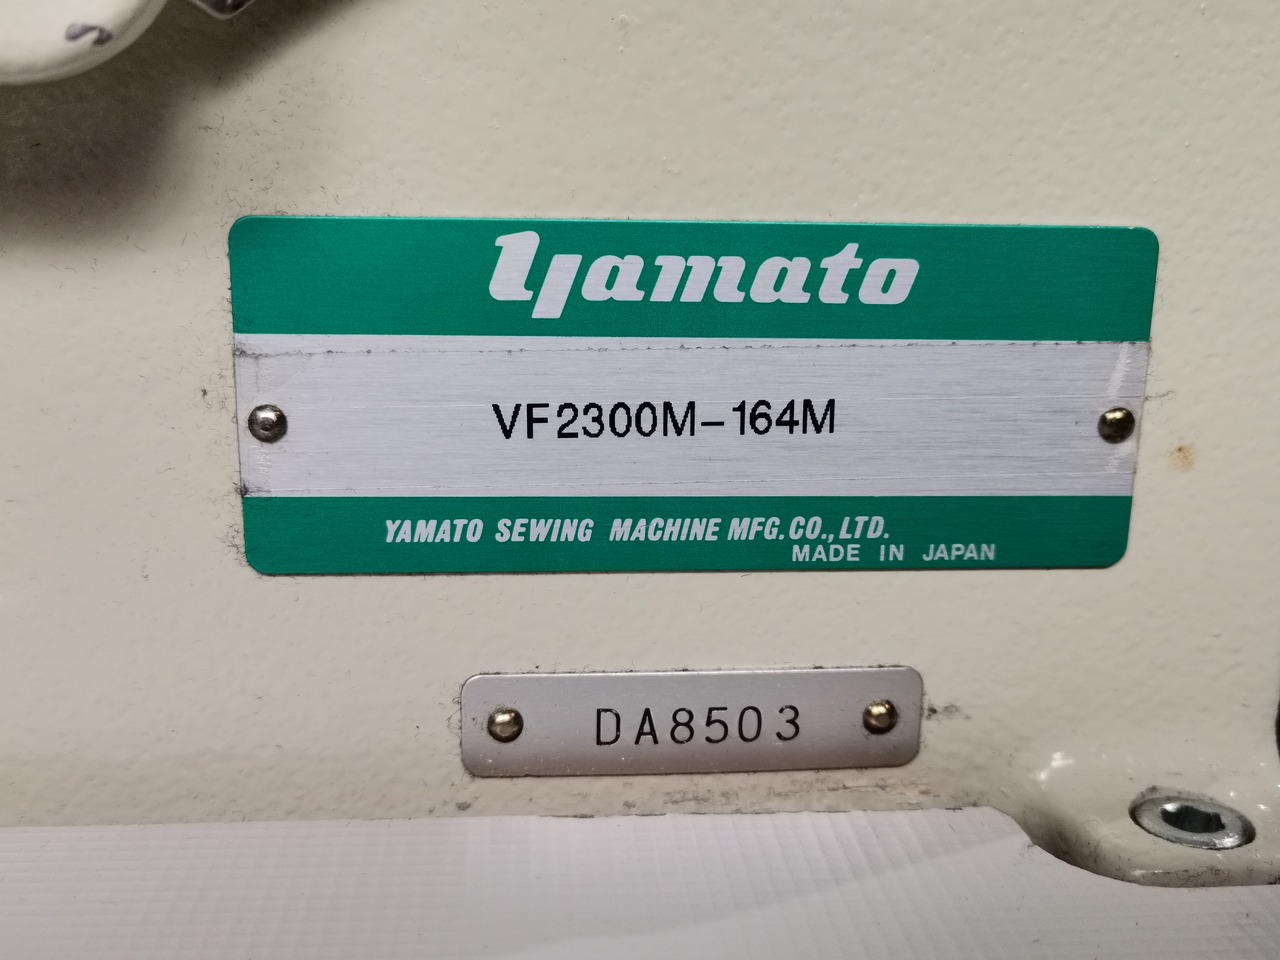 yamato
VF2300M-164M
YAMATO SEWING MACHINE MFG. CO., LTD.
MADE IN JAPAN
DA8503